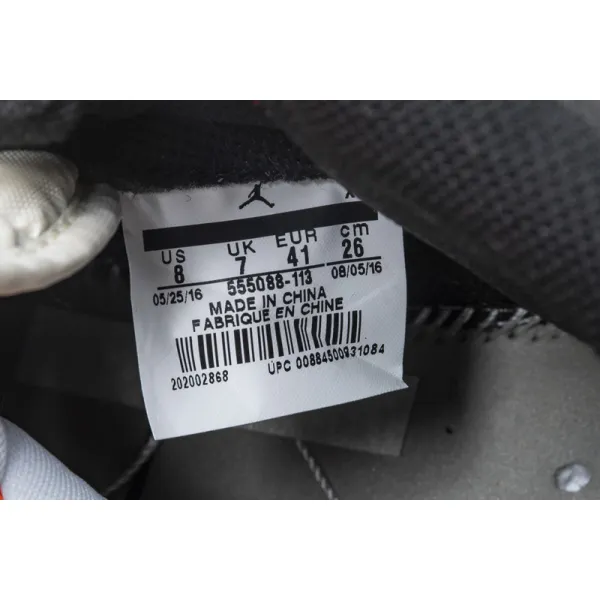 US UK EUR cm
8 7 41 26
05/25/16 555088-113 08/05/16
MADE IN CHINA
FABRIQUE EN CHINE
202002868 UPC 00884500931084